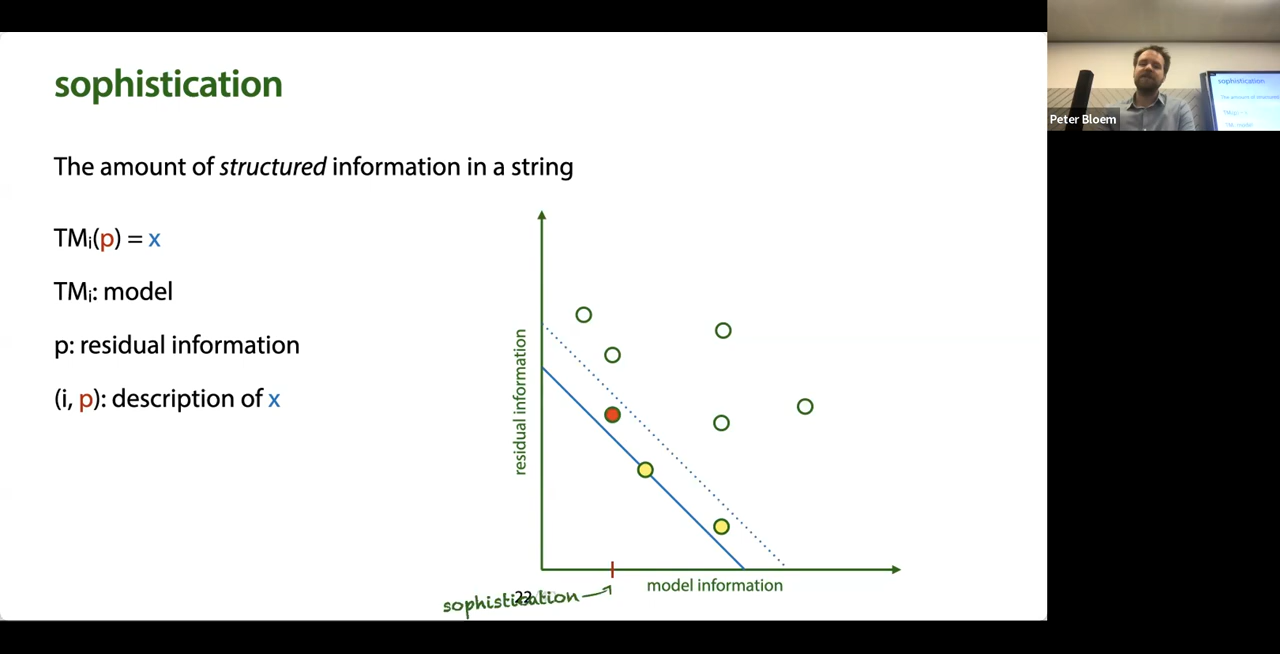 sophistication
The amount of structured information in a string
TMᵢ(p) = x
TMᵢ: model
p: residual information
(i, p): description of x
residual information
model information
sophistication
22
Peter Bloem
sophistication